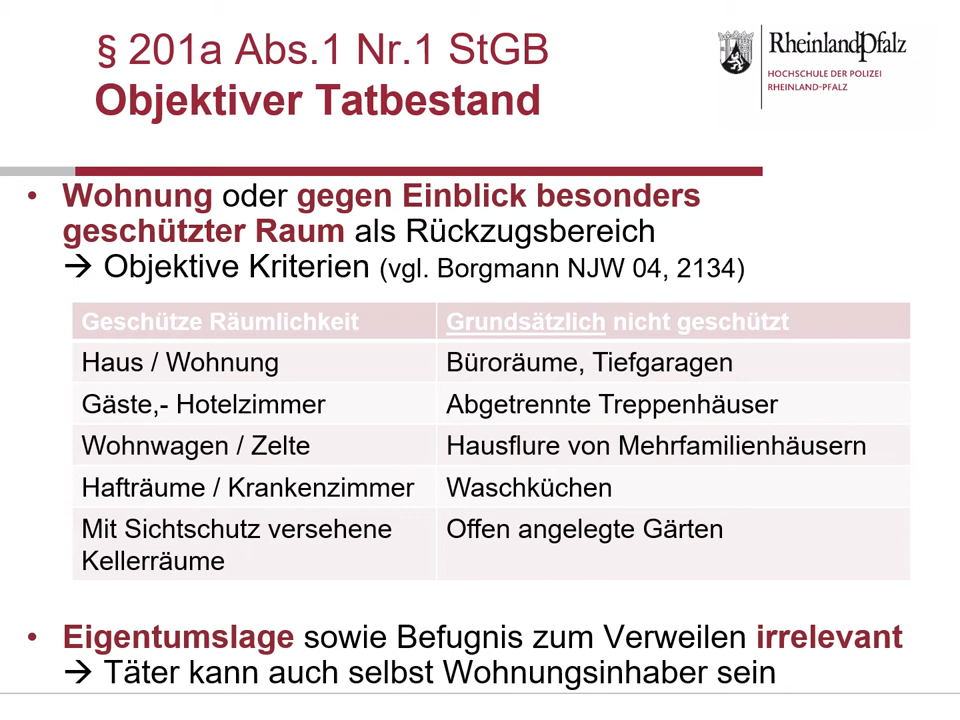 § 201a Abs.1 Nr.1 StGB
Objektiver Tatbestand
RheinlandPfalz
HOCHSCHULE DER POLIZEI
RHEINLAND-PFALZ
• Wohnung oder gegen Einblick besonders
geschützter Raum als Rückzugsbereich
→ Objektive Kriterien (vgl. Borgmann NJW 04, 2134)
Geschütze Räumlichkeit Grundsätzlich nicht geschützt
Haus / Wohnung Büroräume, Tiefgaragen
Gäste,- Hotelzimmer Abgetrennte Treppenhäuser
Wohnwagen / Zelte Hausflure von Mehrfamilienhäusern
Hafträume / Krankenzimmer Waschküchen
Mit Sichtschutz versehene Offen angelegte Gärten
Kellerräume
• Eigentumslage sowie Befugnis zum Verweilen irrelevant
→ Täter kann auch selbst Wohnungsinhaber sein